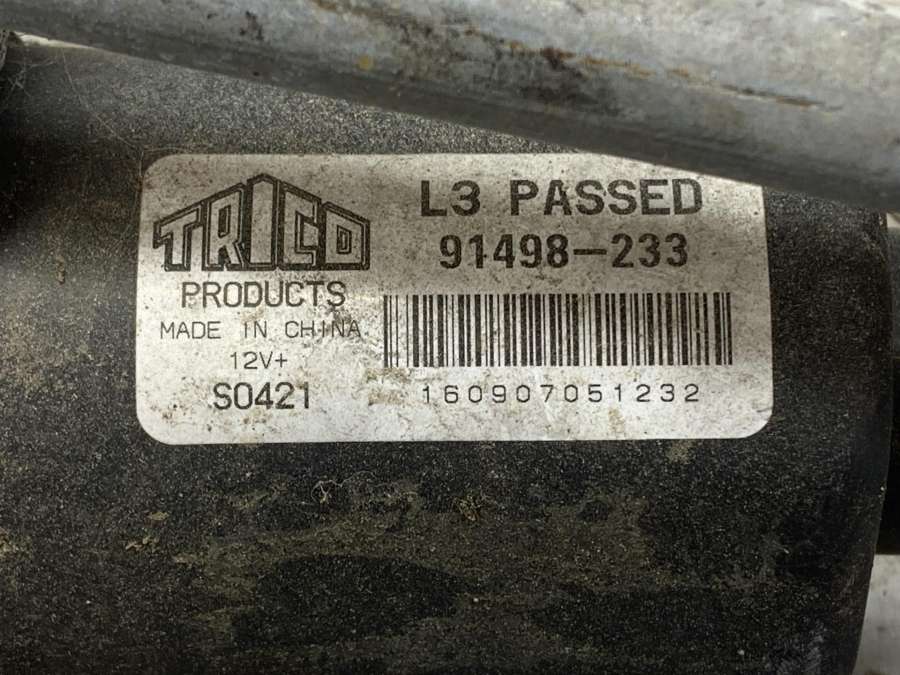 TRICO
PRODUCTS
MADE IN CHINA
12V+
S0421
L3 PASSED
91498-233
160907051232